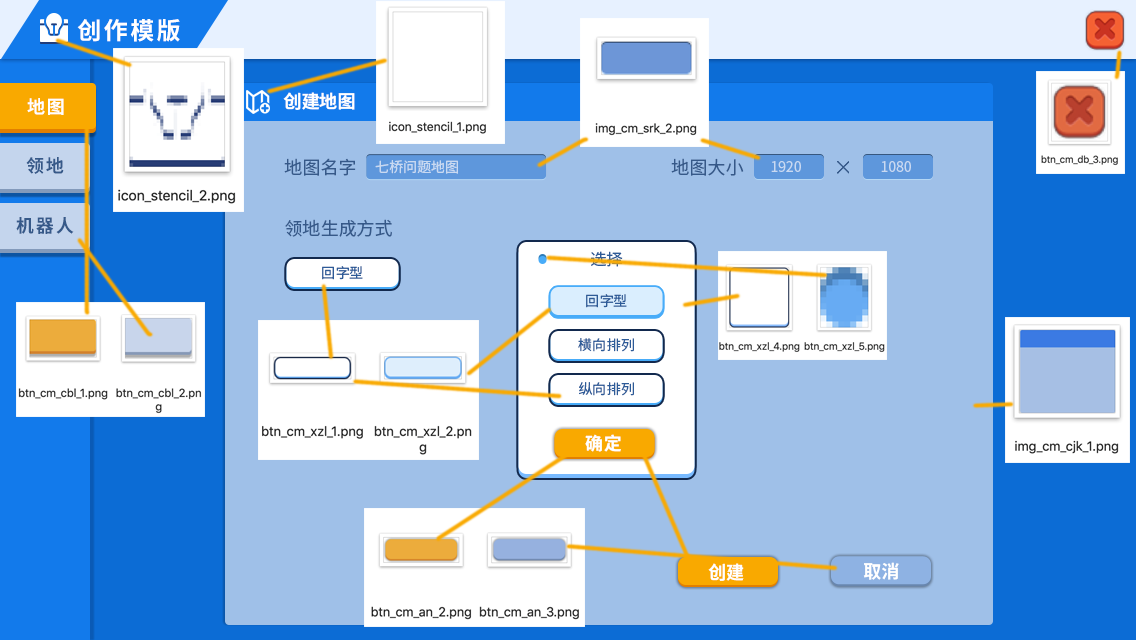 创作模版
icon_stencil_2.png
icon_stencil_1.png
img_cm_srk_2.png
btn_cm_db_3.png
地图
领地
机器人
创建地图
地图名字
七桥问题地图
地图大小
1920
1080
领地生成方式
回字型
选择
回字型
横向排列
纵向排列
确定
btn_cm_cbl_1.png
btn_cm_cbl_2.pn
g
btn_cm_xzl_1.png
btn_cm_xzl_2.pn
g
btn_cm_xzl_4.png
btn_cm_xzl_5.png
img_cm_cjk_1.png
btn_cm_an_2.png
btn_cm_an_3.png
创建
取消